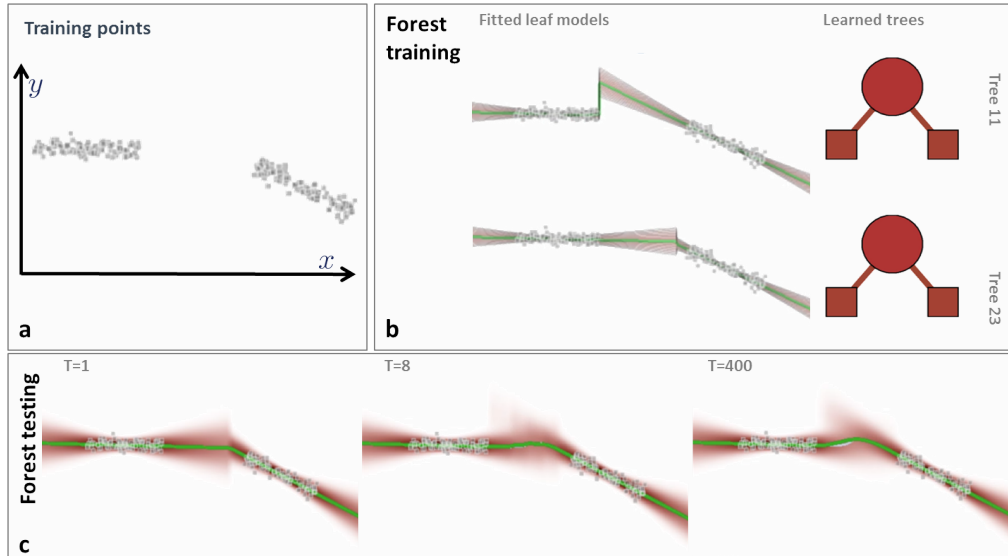 Training points
y
x
a
Forest
training
Fitted leaf models
Learned trees
Tree 11
Tree 23
b
Forest testing
T=1
T=8
T=400
c